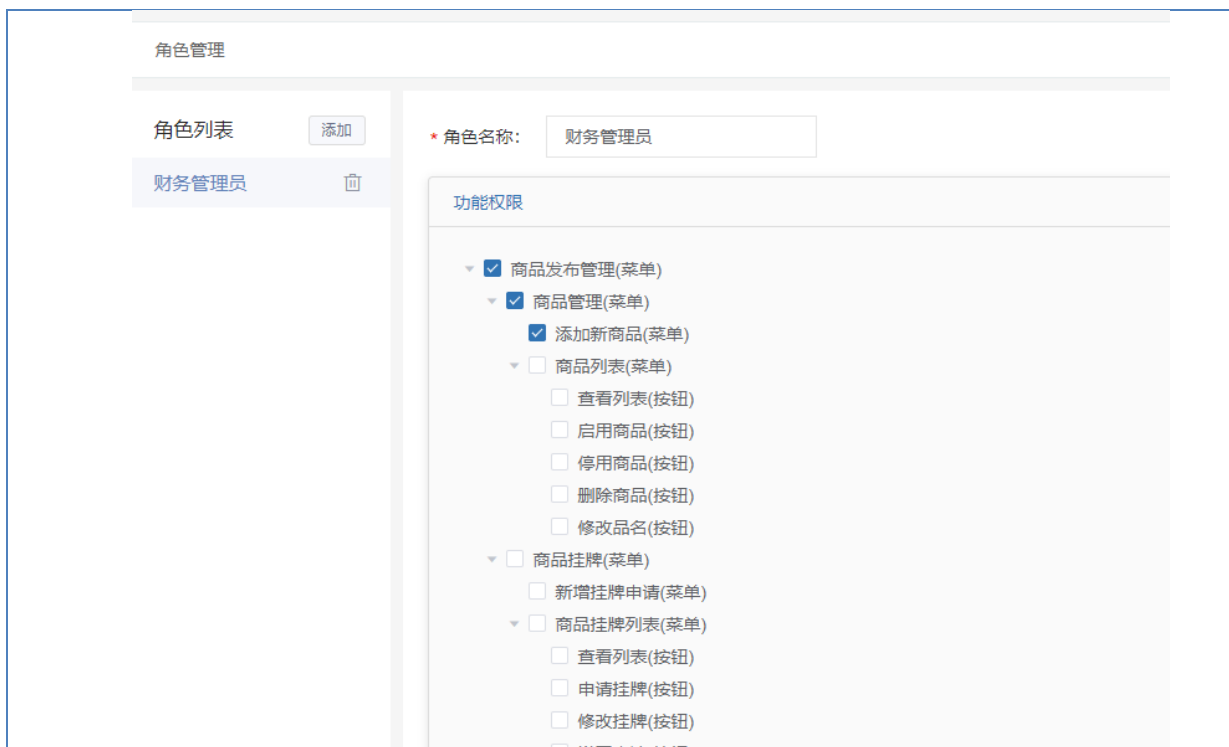 角色管理
角色列表
添加
* 角色名称:
财务管理员
财务管理员
功能权限
商品发布管理(菜单)
商品管理(菜单)
添加新商品(菜单)
商品列表(菜单)
查看列表(按钮)
启用商品(按钮)
停用商品(按钮)
删除商品(按钮)
修改品名(按钮)
商品挂牌(菜单)
新增挂牌申请(菜单)
商品挂牌列表(菜单)
查看列表(按钮)
申请挂牌(按钮)
修改挂牌(按钮)